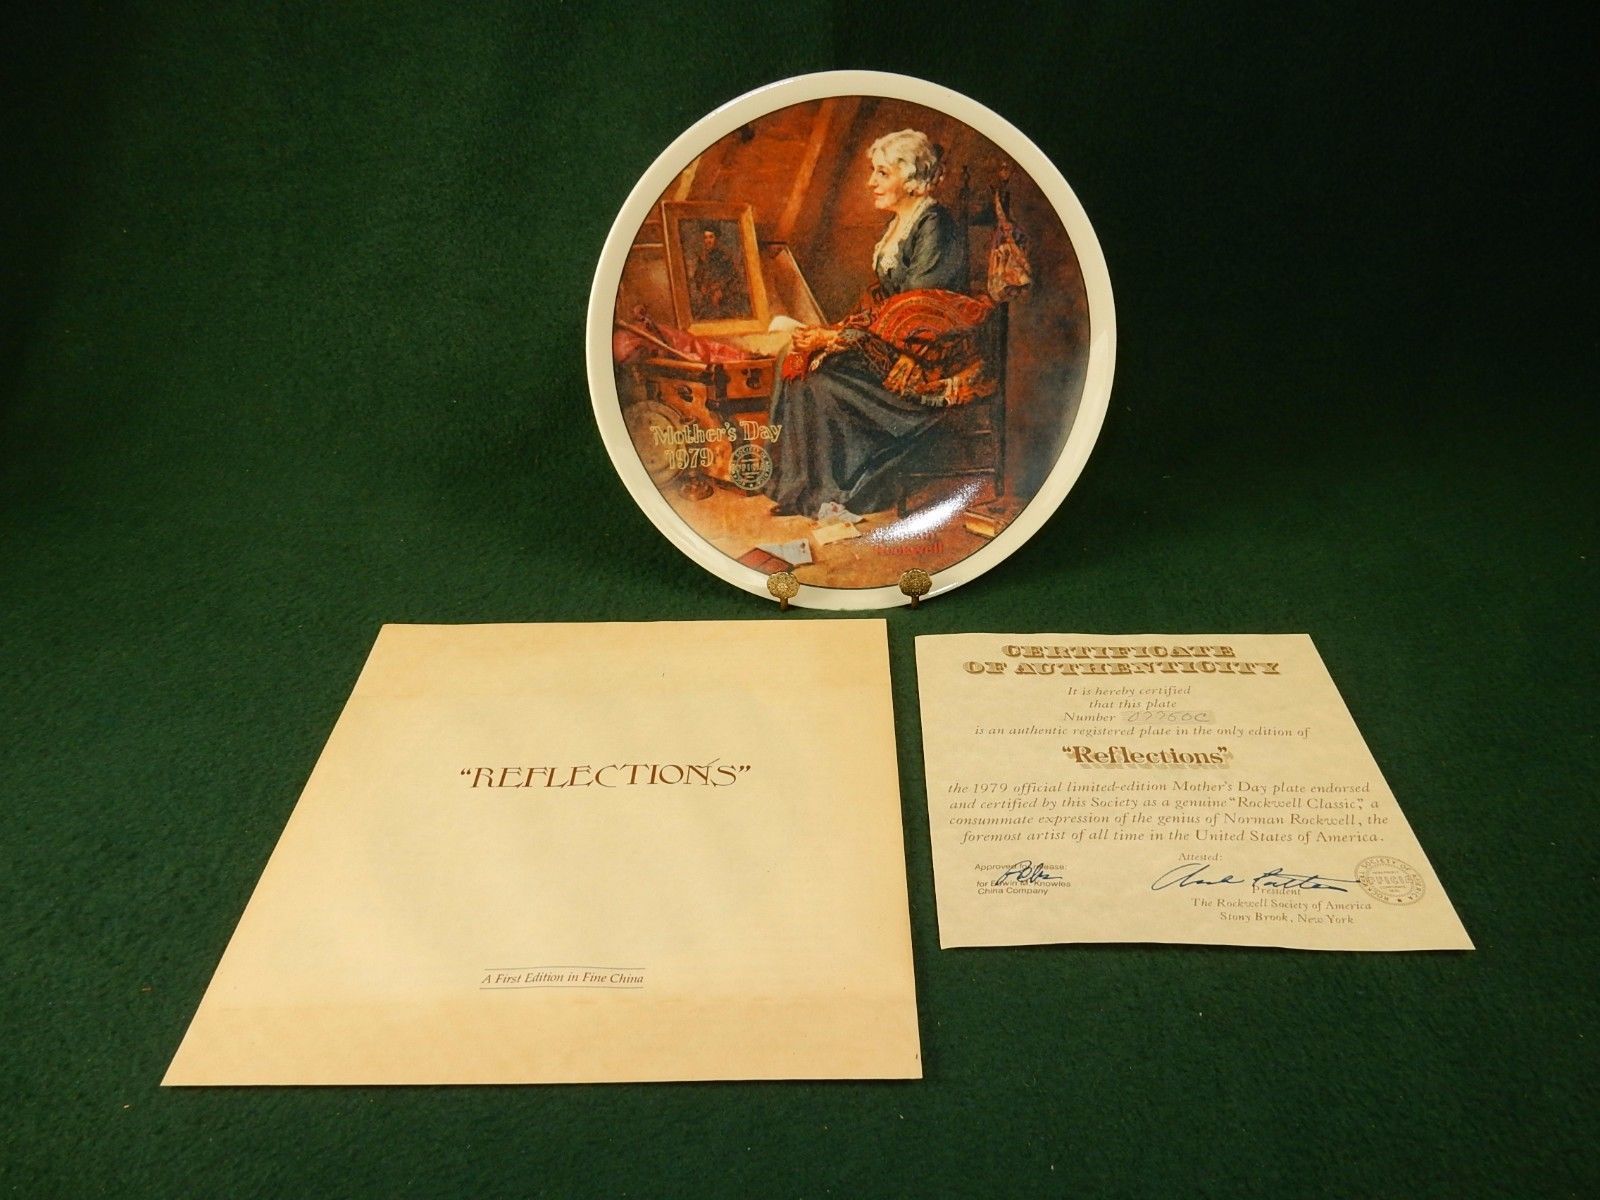 Mother's Day
1979
Rockwell
"REFLECTIONS"
A First Edition in Fine China
CERTIFICATE
OF AUTHENTICITY
It is hereby certified
that this plate
Number
is an authentic registered plate in the only edition of
"Reflections"
the 1979 official limited-edition Mother's Day plate endorsed
and certified by this Society as a genuine "Rockwell Classic", a
consummate expression of the genius of Norman Rockwell, the
foremost artist of all time in the United States of America.
Approved for release:
for Edwin M. Knowles
China Company
Attested:
President
The Rockwell Society of America
Stony Brook, New York